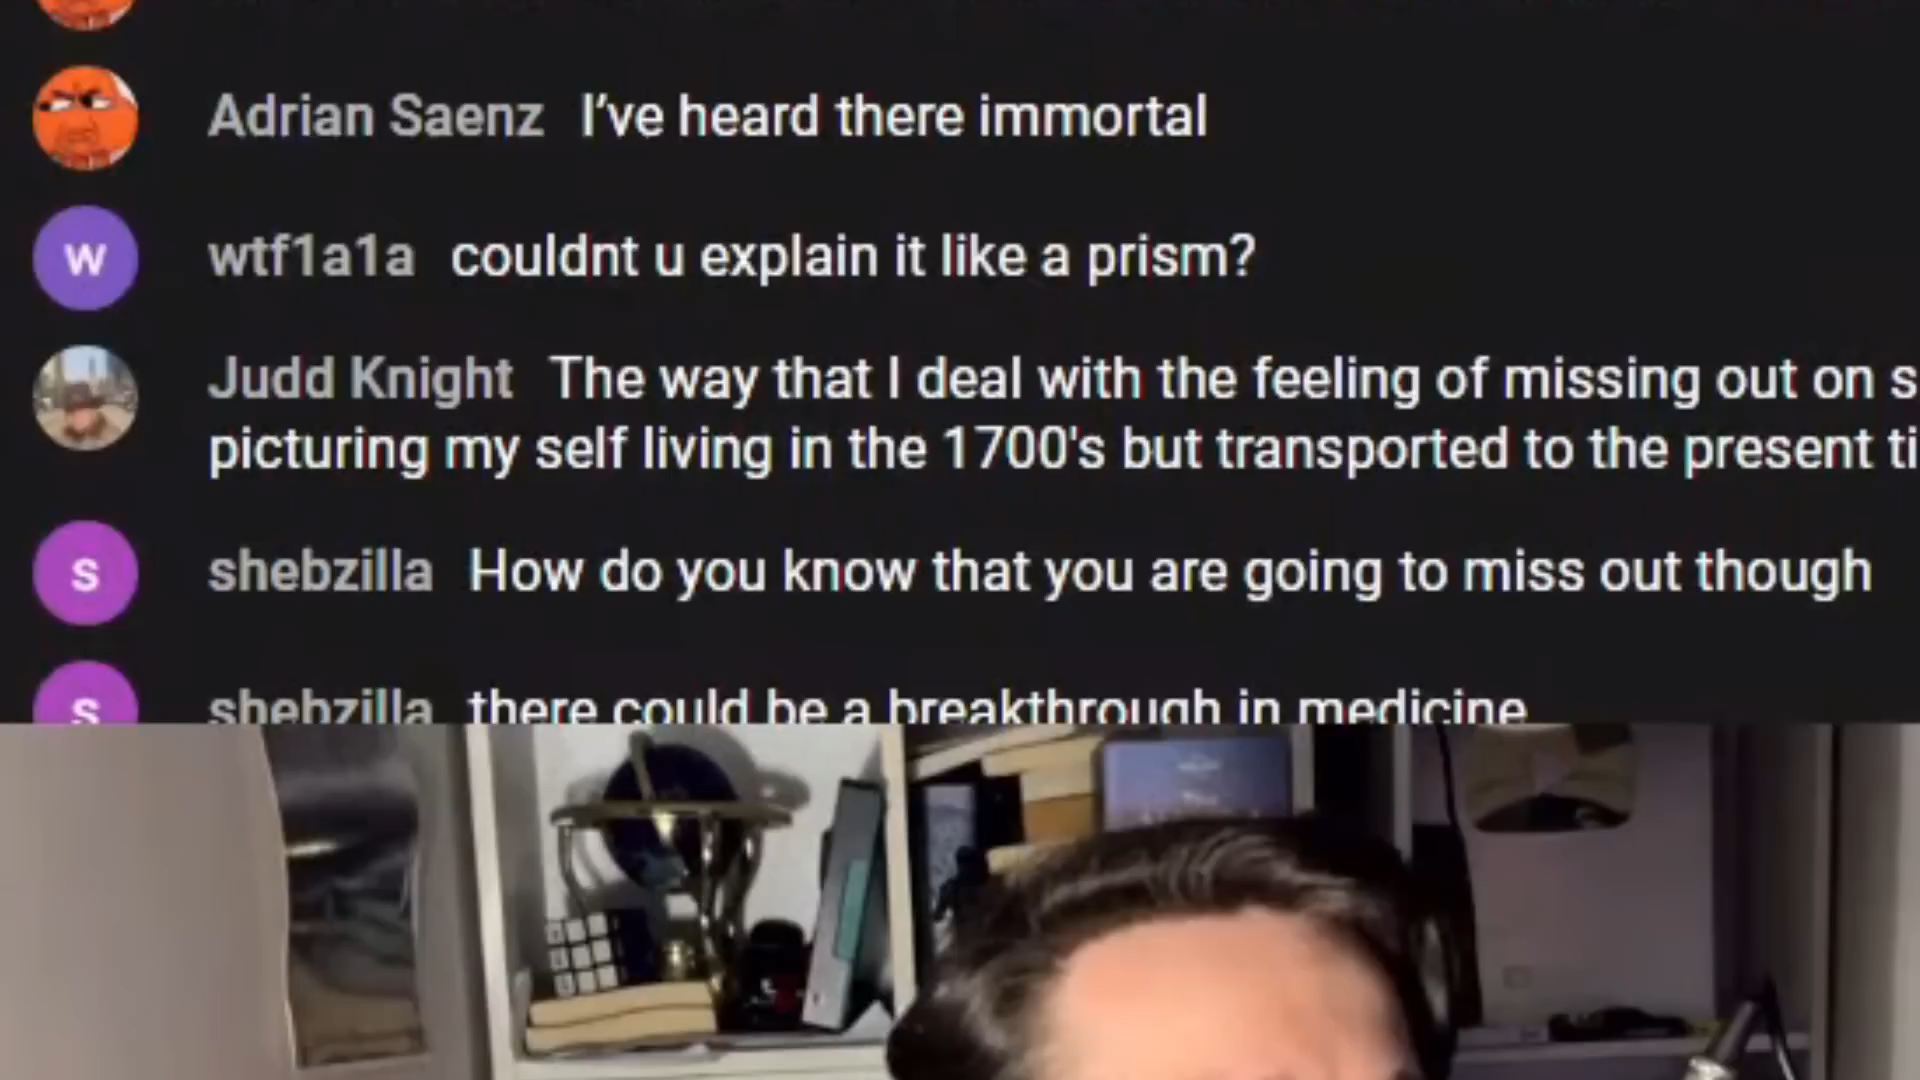 Adrian Saenz I’ve heard there immortal
W wtf1a1a couldnt u explain it like a prism?
Judd Knight The way that I deal with the feeling of missing out on s
picturing my self living in the 1700's but transported to the present ti
S shebzilla How do you know that you are going to miss out though
S shebzilla there could be a breakthrough in medicine